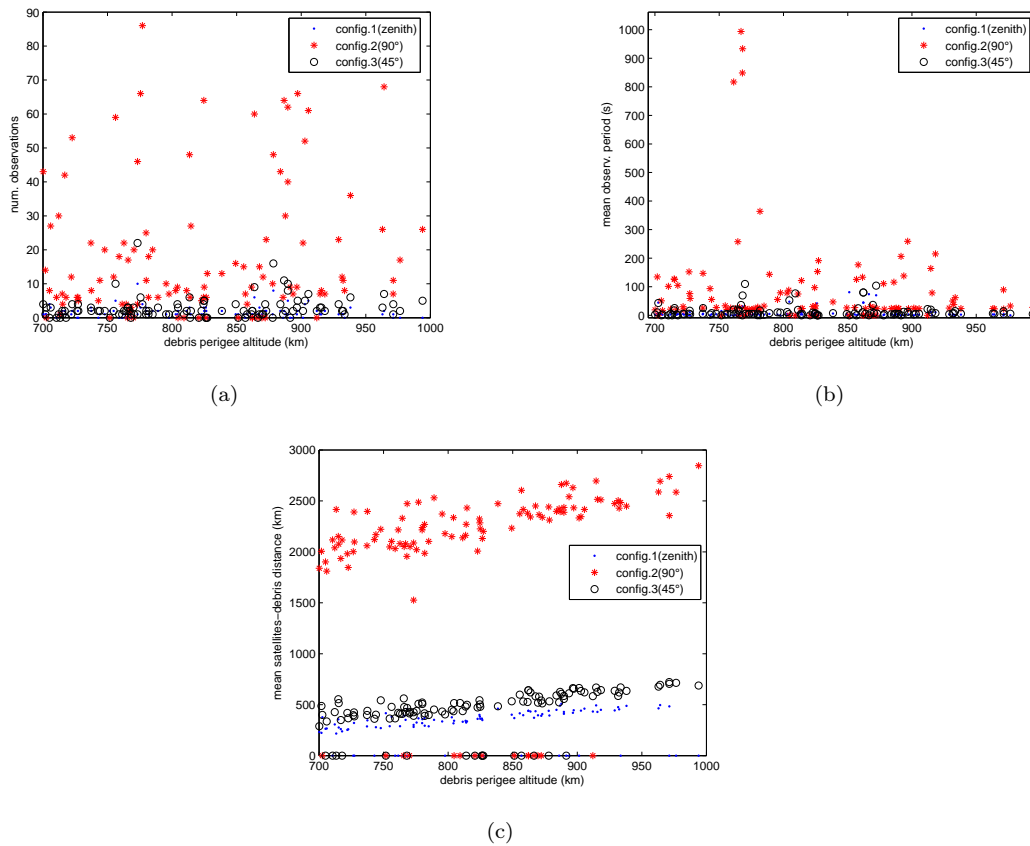 90
80
70
60
50
40
30
20
10
0
num. observations
config.1(zenith)
config.2(90°)
config.3(45°)
700 750 800 850 900 950 1000
debris perigee altitude (km)
(a)
1000
900
800
700
600
500
400
300
200
100
0
mean observ. period (s)
config.1(zenith)
config.2(90°)
config.3(45°)
700 750 800 850 900 950
debris perigee altitude (km)
(b)
3000
2500
2000
1500
1000
500
0
mean satellites-debris distance (km)
config.1(zenith)
config.2(90°)
config.3(45°)
700 750 800 850 900 950 1000
debris perigee altitude (km)
(c)